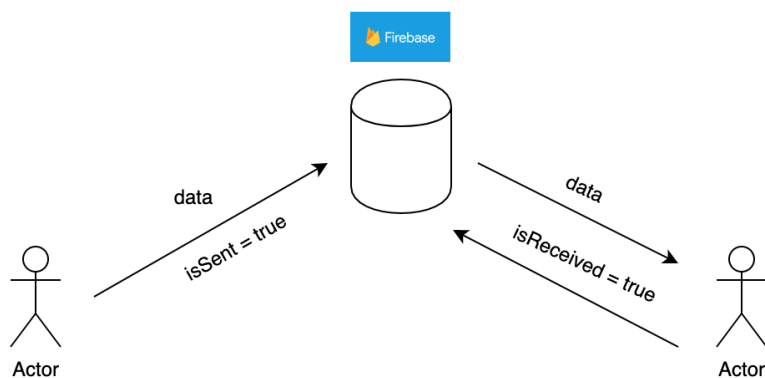 Firebase
data
isSent = true
data
isReceived = true
Actor
Actor